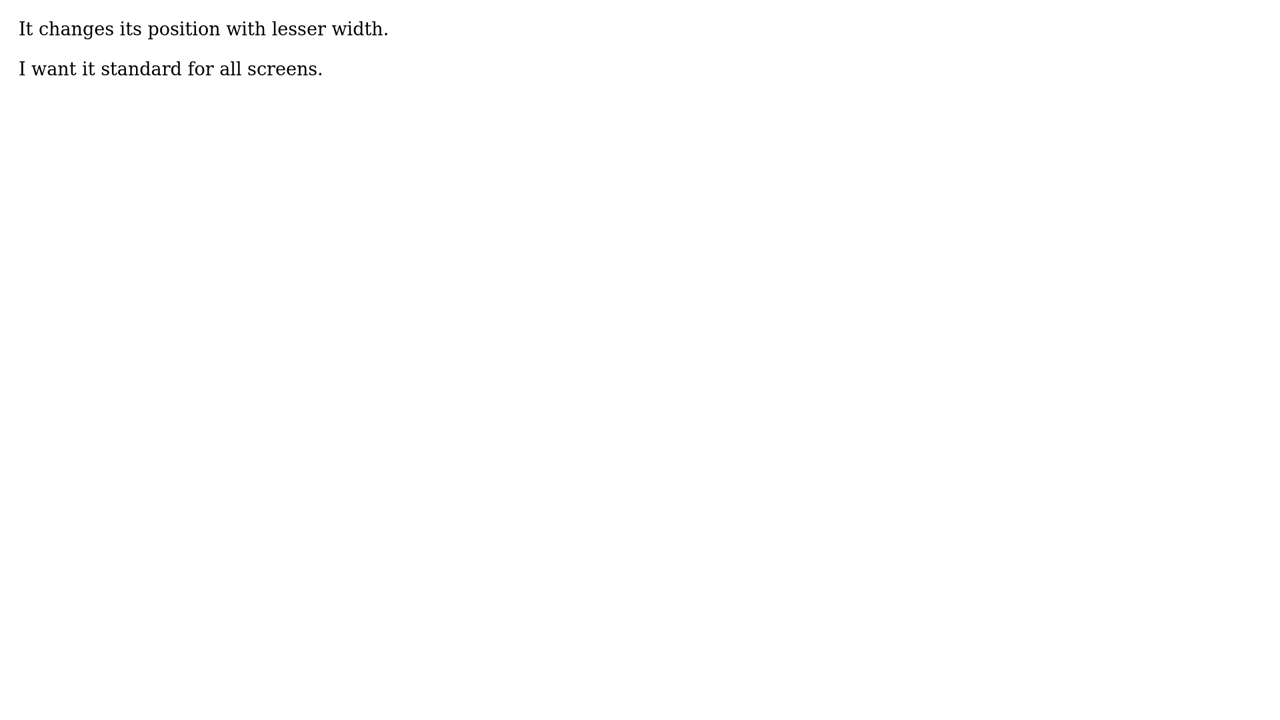 It changes its position with lesser width.
I want it standard for all screens.